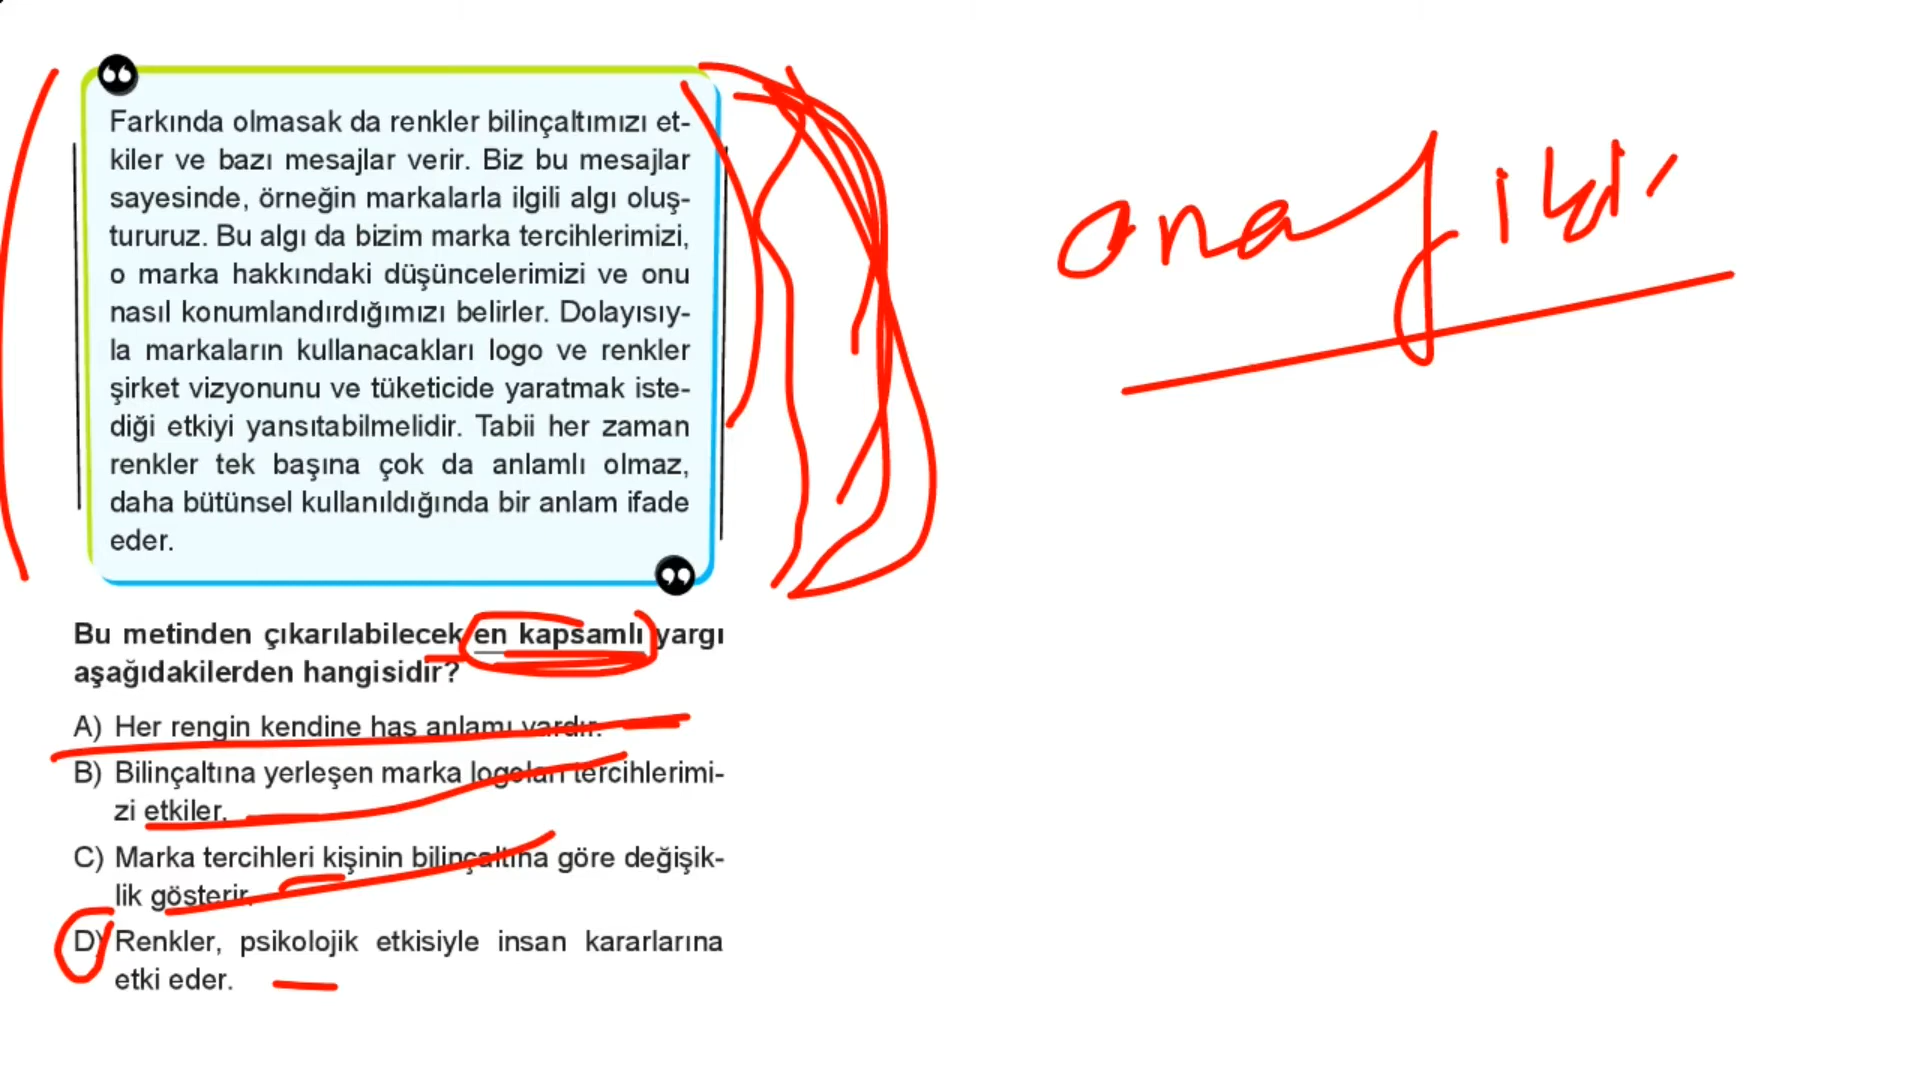 Farkında olmasak da renkler bilinçaltımızı et-
kiler ve bazı mesajlar verir. Biz bu mesajlar
sayesinde, örneğin markalarla ilgili algı oluş-
tururuz. Bu algı da bizim marka tercihlerimizi,
o marka hakkındaki düşüncelerimizi ve onu
nasıl konumlandırdığımızı belirler. Dolayısıy-
la markaların kullanacakları logo ve renkler
şirket vizyonunu ve tüketicide yaratmak iste-
diği etkiyi yansıtabilmelidir. Tabii her zaman
renkler tek başına çok da anlamlı olmaz,
daha bütünsel kullanıldığında bir anlam ifade
eder.
Bu metinden çıkarılabilecek en kapsamlı yargı
aşağıdakilerden hangisidir?
A) Her rengin kendine has anlamı vardır.
B) Bilinçaltına yerleşen marka logoları tercihlerimi-
zi etkiler.
C) Marka tercihleri kişinin bilinçaltına göre değişik-
lik gösterir.
D) Renkler, psikolojik etkisiyle insan kararlarına
etki eder.
ana fikir